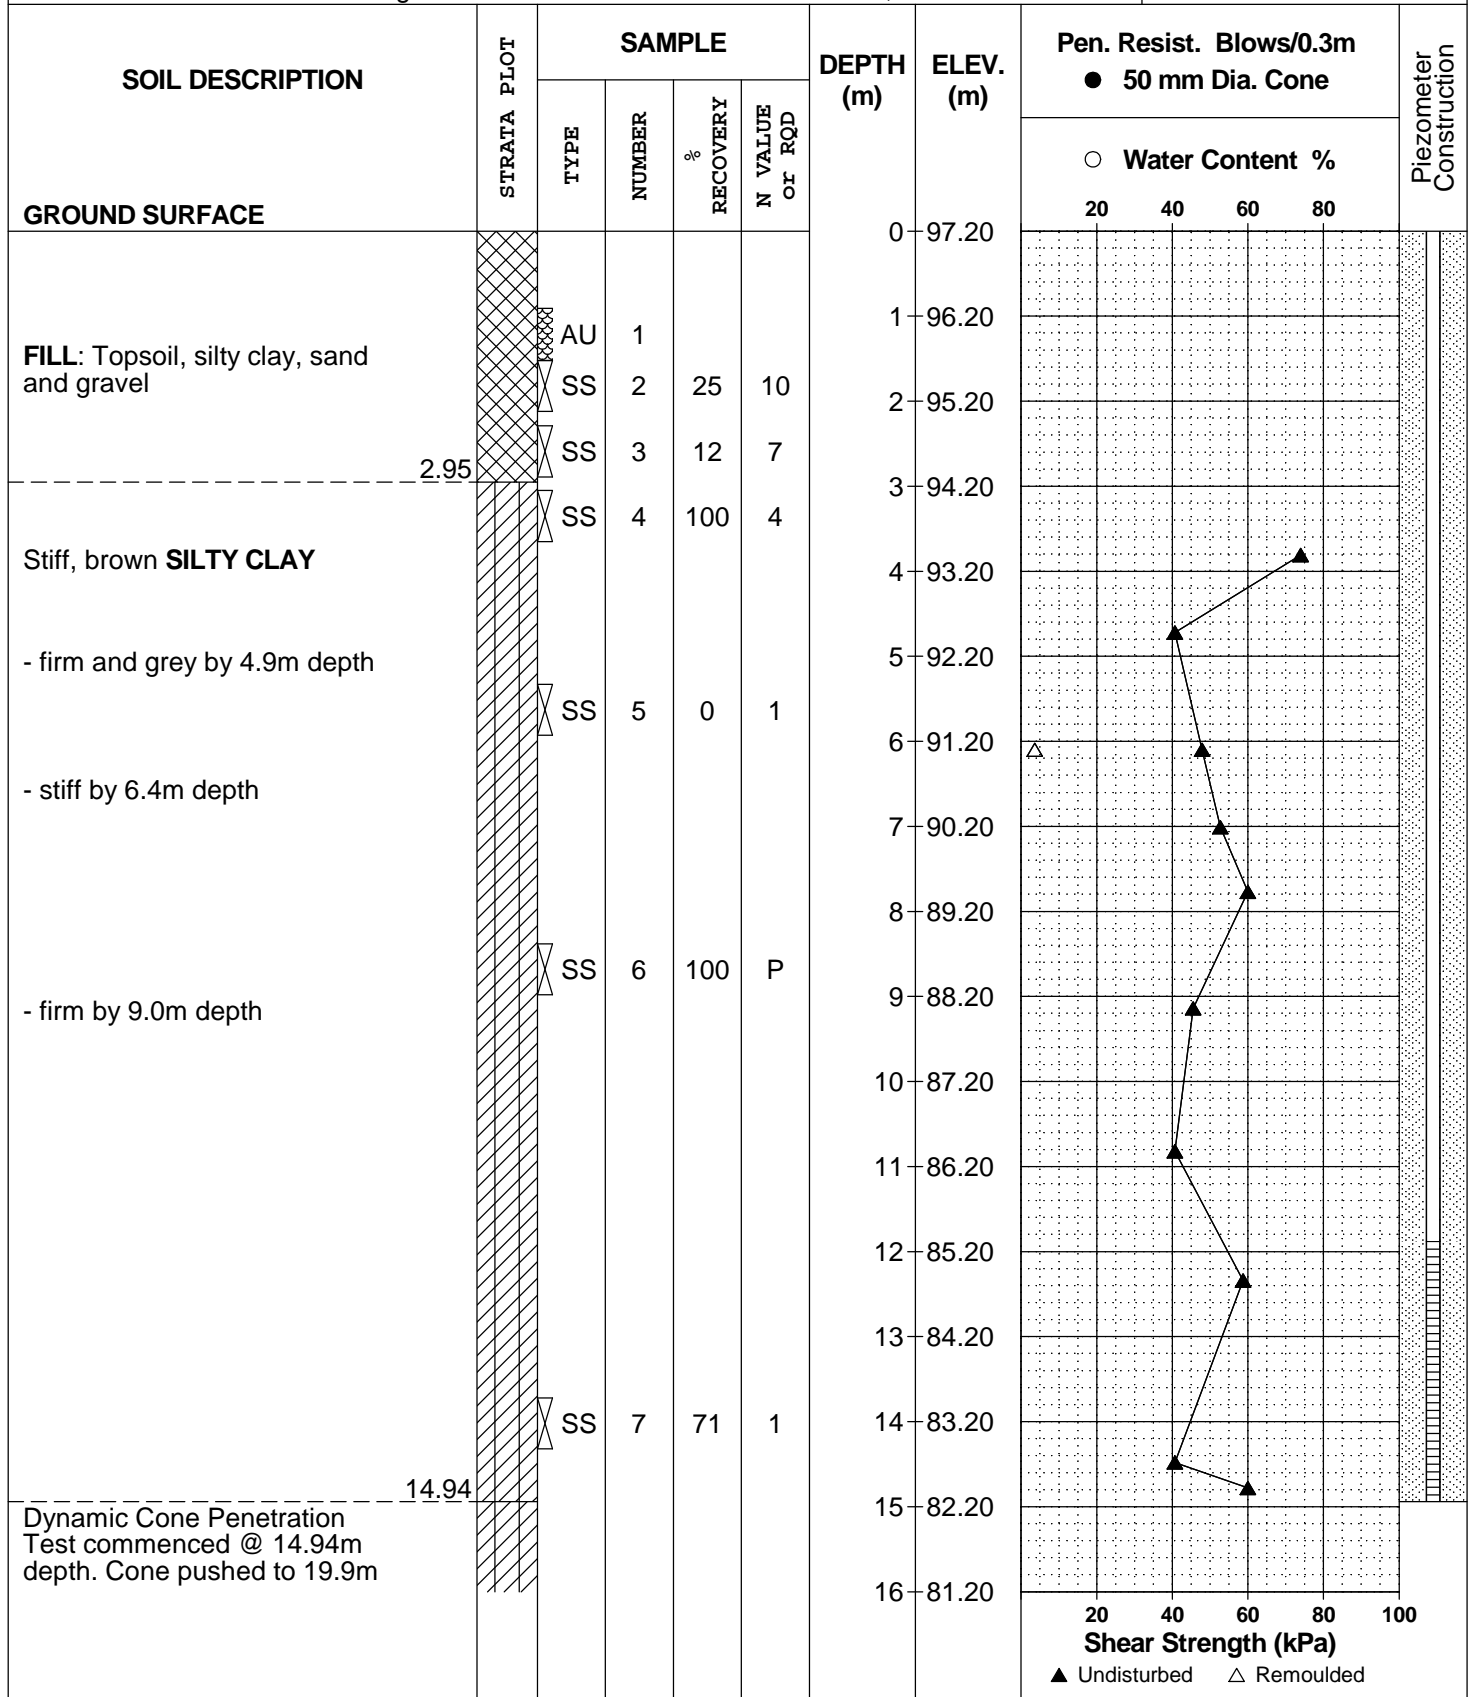 SOIL DESCRIPTION
GROUND SURFACE
STRATA PLOT
SAMPLE
TYPE
NUMBER
%
RECOVERY
N VALUE
or RQD
DEPTH
(m)
ELEV.
(m)
Pen. Resist. Blows/0.3m
● 50 mm Dia. Cone
○ Water Content %
20 40 60 80
Piezometer
Construction
0 97.20
1 96.20
AU 1
FILL: Topsoil, silty clay, sand
and gravel
SS 2 25 10
2 95.20
SS 3 12 7
2.95
3 94.20
SS 4 100 4
Stiff, brown SILTY CLAY
4 93.20
- firm and grey by 4.9m depth
5 92.20
SS 5 0 1
6 91.20
- stiff by 6.4m depth
7 90.20
8 89.20
SS 6 100 P
9 88.20
- firm by 9.0m depth
10 87.20
11 86.20
12 85.20
13 84.20
SS 7 71 1
14 83.20
14.94
15 82.20
Dynamic Cone Penetration
Test commenced @ 14.94m
depth. Cone pushed to 19.9m
16 81.20
20 40 60 80 100
Shear Strength (kPa)
▲ Undisturbed △ Remoulded